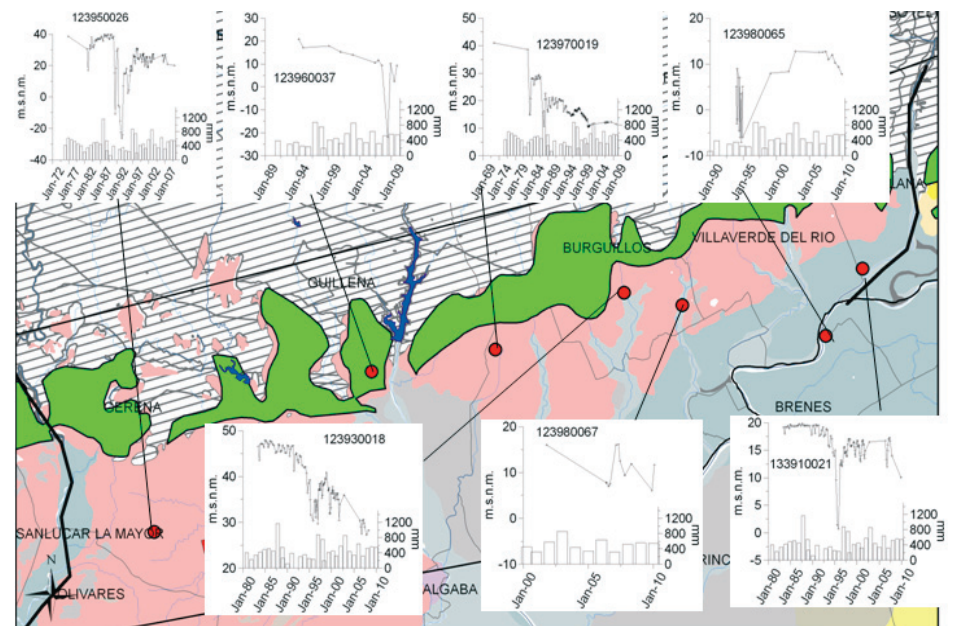 123950026
40
20
0
-20
-40
m.s.n.m.
1200
800
400
0
mm
Jan-72
Jan-77
Jan-82
Jan-87
Jan-92
Jan-97
Jan-02
Jan-07
123960037
30
20
10
0
-10
-20
-30
m.s.n.m.
1200
800
400
0
mm
Jan-89
Jan-94
Jan-99
Jan-04
Jan-09
123970019
50
40
30
20
10
0
m.s.n.m.
1200
800
400
0
mm
Jan-69
Jan-74
Jan-79
Jan-84
Jan-89
Jan-94
Jan-99
Jan-04
Jan-09
123980065
20
10
0
-10
m.s.n.m.
1200
800
400
0
mm
Jan-90
Jan-95
Jan-00
Jan-05
Jan-10
LANA
BURGUILLOS
VILLAVERDE DEL RIO
GUILLENA
GERENA
BRENES
SANLUCAR LA MAYOR
N
OLIVARES
ALGABA
RINC
123930018
50
40
30
20
m.s.n.m.
1200
800
400
0
mm
Jan-80
Jan-85
Jan-90
Jan-95
Jan-00
Jan-05
Jan-10
123980067
20
10
0
-10
m.s.n.m.
1200
800
400
0
mm
Jan-00
Jan-05
Jan-10
133910021
20
15
10
5
0
-5
m.s.n.m.
1200
800
400
0
mm
Jan-80
Jan-85
Jan-90
Jan-95
Jan-00
Jan-05
Jan-10